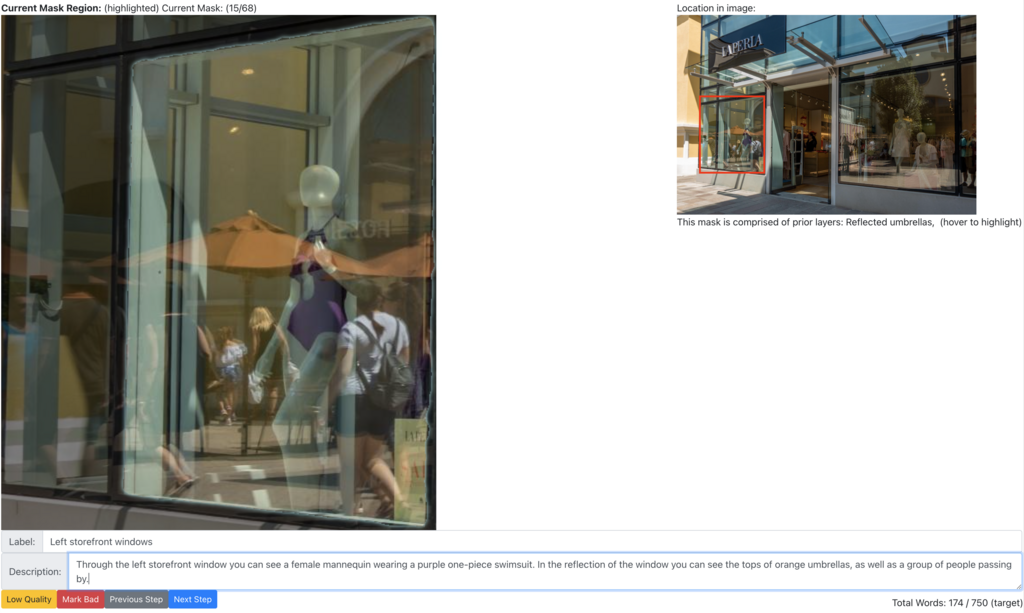 Current Mask Region: (highlighted) Current Mask: (15/68)
Location in image:
LA PERLA
This mask is comprised of prior layers: Reflected umbrellas,  (hover to highlight)
Label: Left storefront windows
Description: Through the left storefront window you can see a female mannequin wearing a purple one-piece swimsuit. In the reflection of the window you can see the tops of orange umbrellas, as well as a group of people passing
by.
Low Quality Mark Bad Previous Step Next Step
Total Words: 174 / 750 (target)